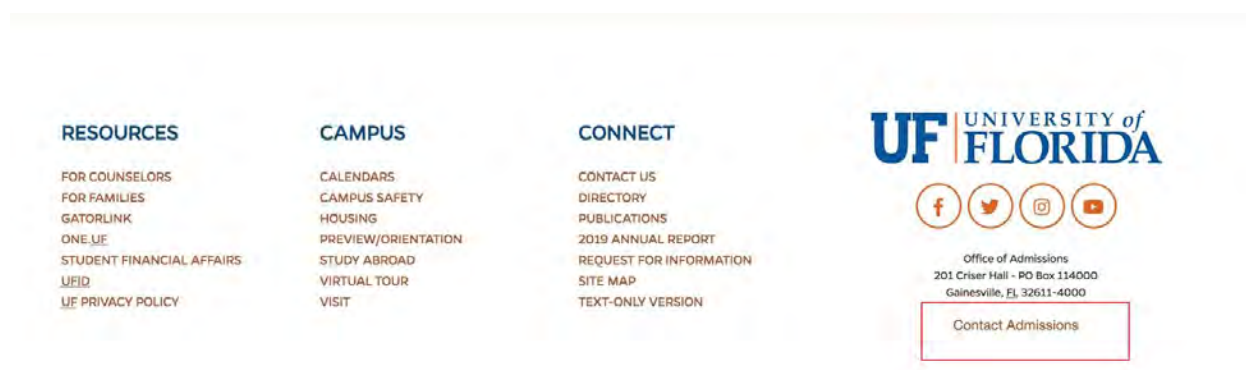 RESOURCES
FOR COUNSELORS
FOR FAMILIES
GATORLINK
ONE.UF
STUDENT FINANCIAL AFFAIRS
UFID
UF PRIVACY POLICY
CAMPUS
CALENDARS
CAMPUS SAFETY
HOUSING
PREVIEW/ORIENTATION
STUDY ABROAD
VIRTUAL TOUR
VISIT
CONNECT
CONTACT US
DIRECTORY
PUBLICATIONS
2019 ANNUAL REPORT
REQUEST FOR INFORMATION
SITE MAP
TEXT-ONLY VERSION
UF UNIVERSITY of
FLORIDA
Office of Admissions
201 Criser Hall - PO Box 114000
Gainesville, FL 32611-4000
Contact Admissions